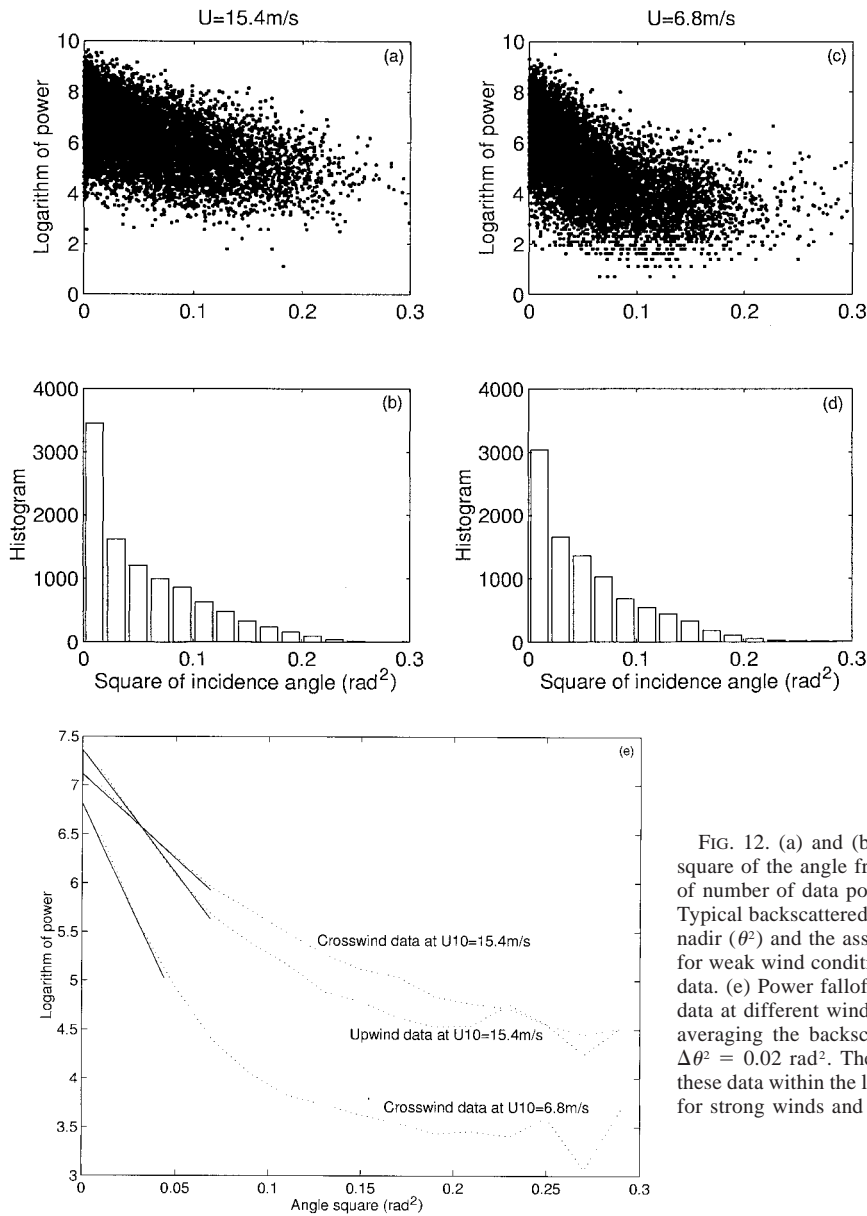 U=15.4m/s
U=6.8m/s
(a)
10
8
6
4
2
0
Logarithm of power
0
0.1
0.2
0.3
(c)
10
8
6
4
2
0
Logarithm of power
0
0.1
0.2
0.3
(b)
4000
3000
2000
1000
0
Histogram
0
0.1
0.2
0.3
Square of incidence angle (rad²)
(d)
4000
3000
2000
1000
0
Histogram
0
0.1
0.2
0.3
Square of incidence angle (rad²)
(e)
7.5
7
6.5
6
5.5
5
4.5
4
3.5
3
Logarithm of power
Crosswind data at U10=15.4m/s
Upwind data at U10=15.4m/s
Crosswind data at U10=6.8m/s
0
0.05
0.1
0.15
0.2
0.25
0.3
Angle square (rad²)
FIG. 12. (a) and (b
square of the angle fr
of number of data po
Typical backscattered
nadir (θ²) and the ass
for weak wind conditi
data. (e) Power fallof
data at different wind
averaging the backsc
Δθ² = 0.02 rad². The
these data within the l
for strong winds and